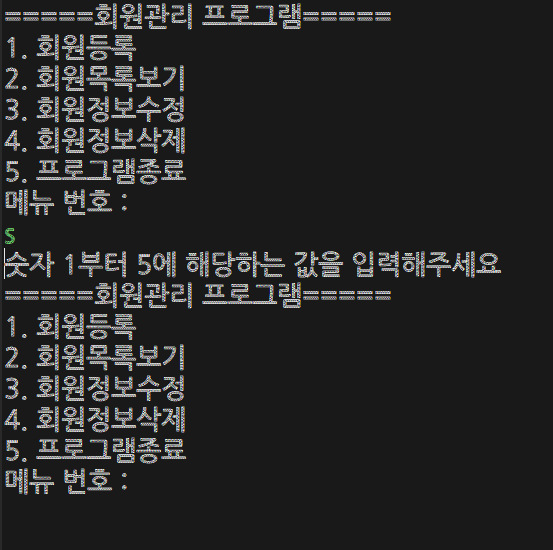 =====회원관리 프로그램=====
1. 회원등록
2. 회원목록보기
3. 회원정보수정
4. 회원정보삭제
5. 프로그램종료
메뉴 번호 :
s
숫자 1부터 5에 해당하는 값을 입력해주세요
=====회원관리 프로그램=====
1. 회원등록
2. 회원목록보기
3. 회원정보수정
4. 회원정보삭제
5. 프로그램종료
메뉴 번호 :